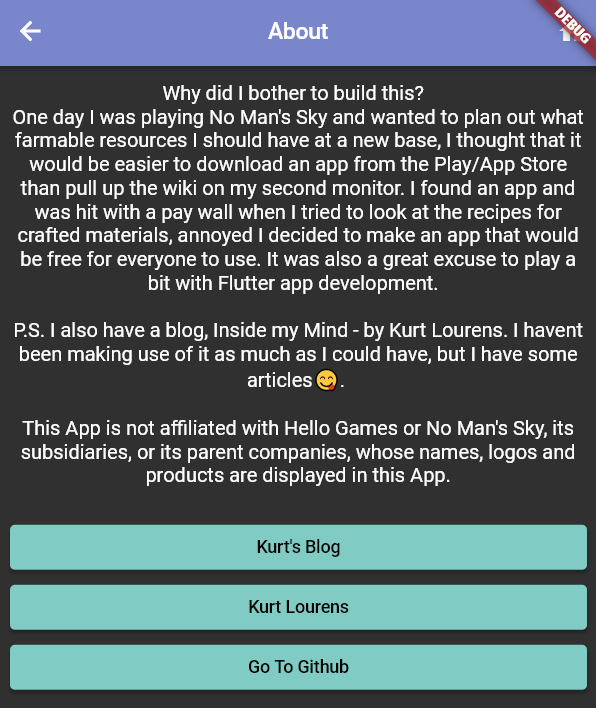 About
DEBUG
Why did I bother to build this?
One day I was playing No Man's Sky and wanted to plan out what
farmable resources I should have at a new base, I thought that it
would be easier to download an app from the Play/App Store
than pull up the wiki on my second monitor. I found an app and
was hit with a pay wall when I tried to look at the recipes for
crafted materials, annoyed I decided to make an app that would
be free for everyone to use. It was also a great excuse to play a
bit with Flutter app development.
P.S. I also have a blog, Inside my Mind - by Kurt Lourens. I havent
been making use of it as much as I could have, but I have some
articles😋.
This App is not affiliated with Hello Games or No Man's Sky, its
subsidiaries, or its parent companies, whose names, logos and
products are displayed in this App.
Kurt's Blog
Kurt Lourens
Go To Github